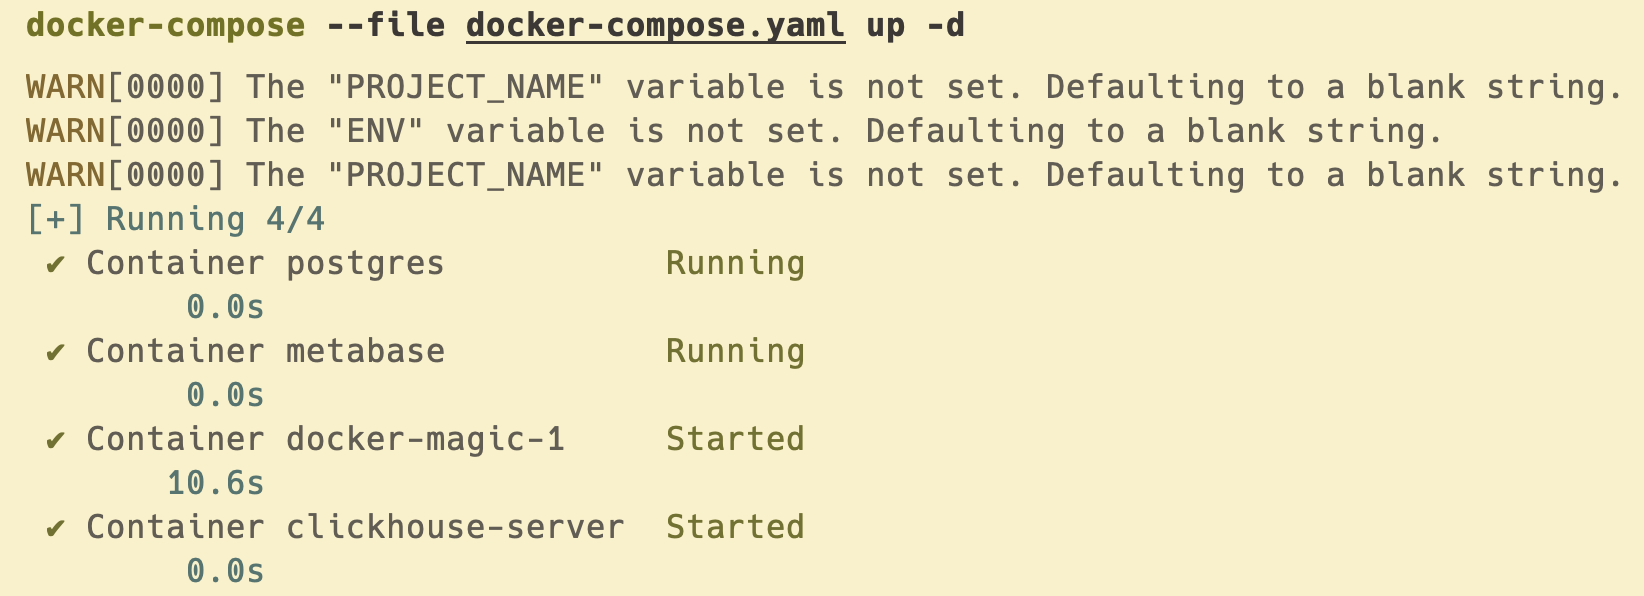 docker-compose --file docker-compose.yaml up -d
WARN[0000] The "PROJECT_NAME" variable is not set. Defaulting to a blank string.
WARN[0000] The "ENV" variable is not set. Defaulting to a blank string.
WARN[0000] The "PROJECT_NAME" variable is not set. Defaulting to a blank string.
[+] Running 4/4
✔ Container postgres Running
0.0s
✔ Container metabase Running
0.0s
✔ Container docker-magic-1 Started
10.6s
✔ Container clickhouse-server Started
0.0s